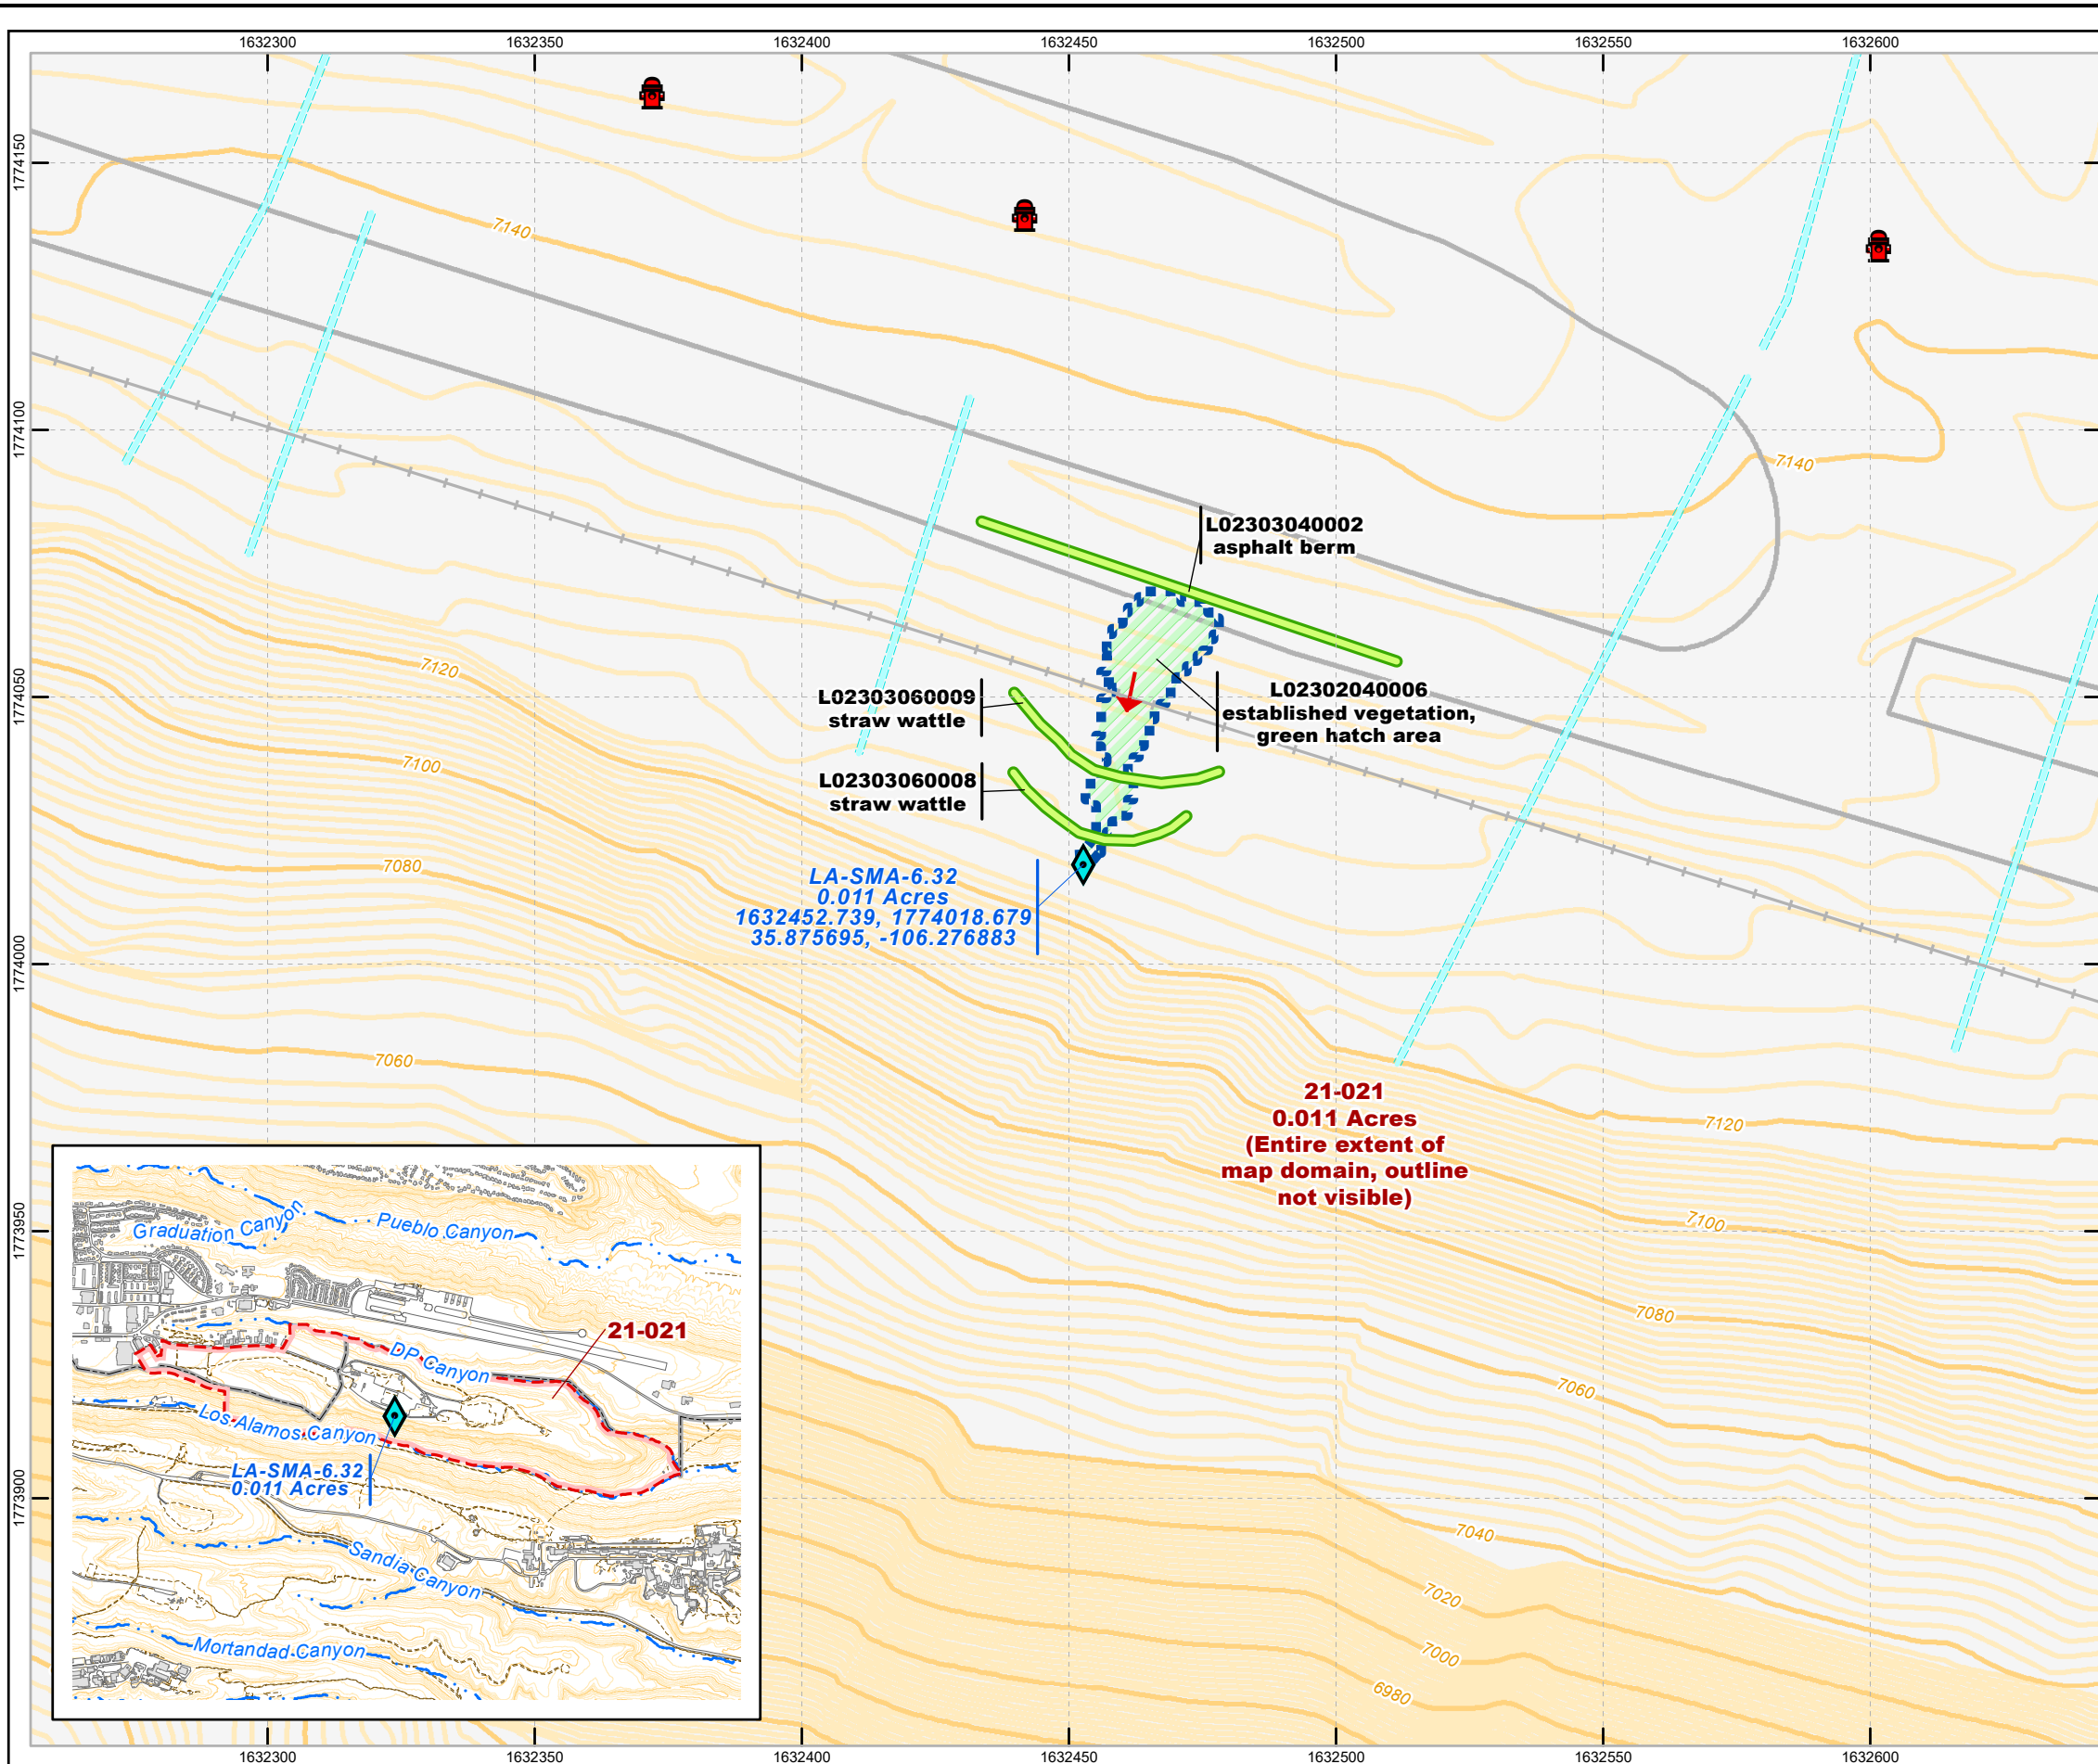 1632300 1632350 1632400 1632450 1632500 1632550 1632600
1774150
7140
1774100
7140
L02303040002
asphalt berm
7120
1774050
L02303060009
straw wattle
L02302040006
established vegetation,
green hatch area
7100
L02303060008
straw wattle
7080
LA-SMA-6.32
0.011 Acres
1632452.739, 1774018.679
35.875695, -106.276883
1774000
7060
21-021
0.011 Acres
(Entire extent of
map domain, outline
not visible)
7120
1773950
7100
7080
7060
1773900
7040
7020
7000
6980
Graduation Canyon
Pueblo Canyon
21-021
DP Canyon
Los Alamos Canyon
LA-SMA-6.32
0.011 Acres
Sandia Canyon
Mortandad Canyon
1632300 1632350 1632400 1632450 1632500 1632550 1632600